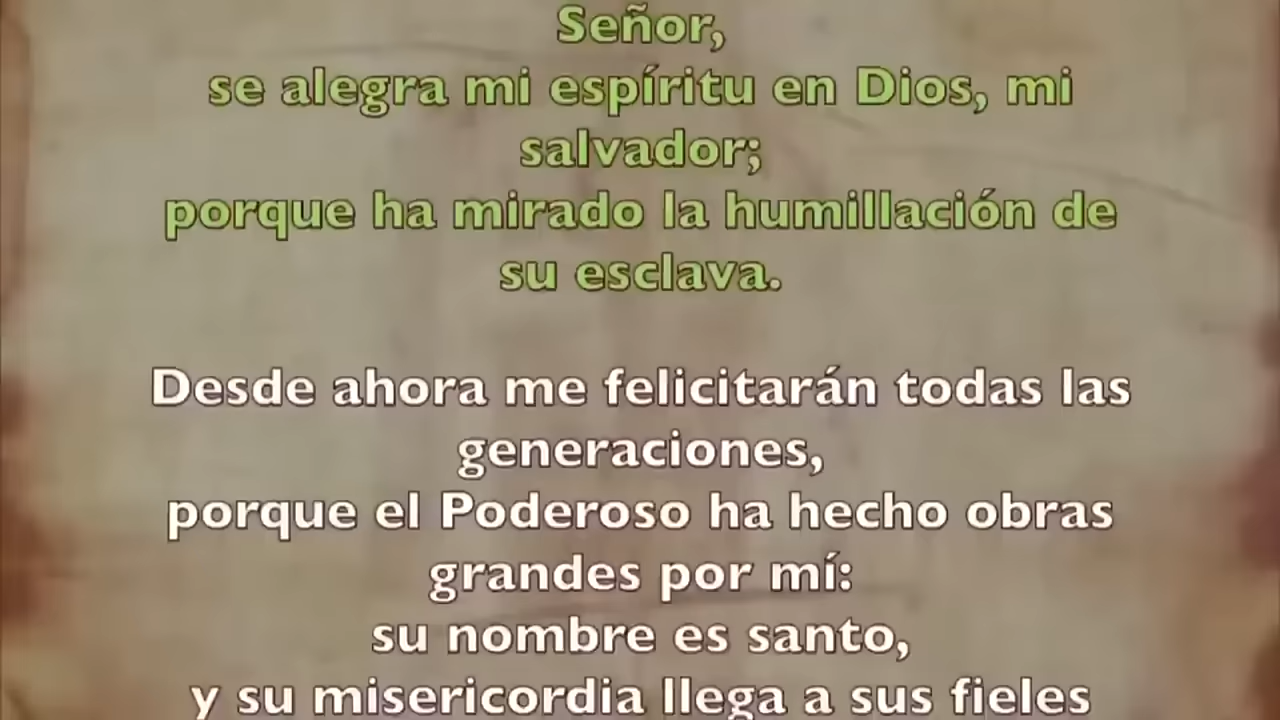 Señor,
se alegra mi espíritu en Dios, mi
salvador;
porque ha mirado la humillación de
su esclava.
Desde ahora me felicitarán todas las
generaciones,
porque el Poderoso ha hecho obras
grandes por mí:
su nombre es santo,
y su misericordia llega a sus fieles